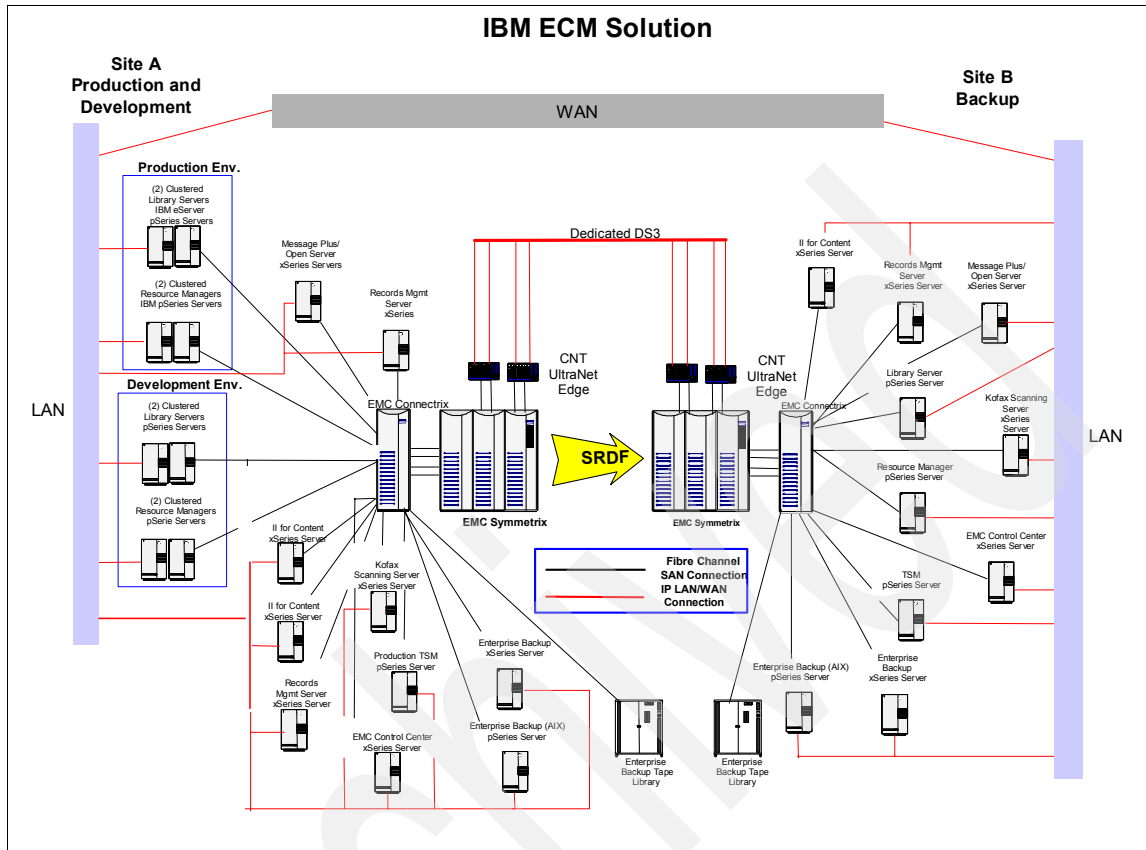 IBM ECM Solution
Site A
Production and
Development
Site B
Backup
WAN
Production Env.
(2) Clustered
Library Servers
IBM eServer
pSeries Servers
(2) Clustered
Resource Managers
IBM pSeries Servers
Development Env.
(2) Clustered
Library Servers
pSeries Servers
(2) Clustered
Resource Managers
pSerie Servers
LAN
Message Plus/
Open Server
xSeries Servers
Records Mgmt
Server
xSeries
EMC Connectrix
Dedicated DS3
CNT
UltraNet
Edge
EMC Symmetrix
SRDF
CNT
UltraNet
Edge
EMC Symmetrix
EMC Connectrix
II for Content
xSeries Server
Records Mgmt
Server
xSeries Server
Message Plus/
Open Server
xSeries Server
Library Server
pSeries Server
Kofax Scanning
Server
xSeries
Server
LAN
Resource Manager
pSeries Server
EMC Control Center
xSeries Server
TSM
pSeries Server
Enterprise Backup (AIX)
pSeries Server
Enterprise
Backup
xSeries Server
Fibre Channel
SAN Connection
IP LAN/WAN
Connection
II for Content
xSeries Server
Kofax
Scanning Server
xSeries Server
II for Content
xSeries Server
Production TSM
pSeries Server
Enterprise Backup
xSeries Server
Records
Mgmt Server
xSeries Server
EMC Control Center
xSeries Server
Enterprise Backup (AIX)
pSeries Server
Enterprise
Backup Tape
Library
Enterprise
Backup Tape
Library